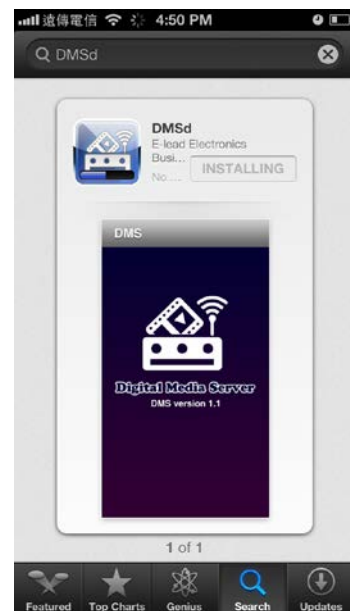 遠傳電信 4:50 PM
DMSd
DMSd
E-lead Electronics
Busi...
No....
INSTALLING
DMS
Digital Media Server
DMS version 1.1
1 of 1
Featured Top Charts Genius Search Updates